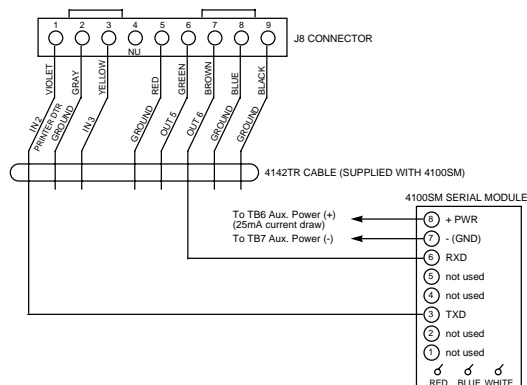 1 2 3 4 5 6 7 8 9
J8 CONNECTOR
NU
VIOLET
GRAY
YELLOW
RED
GREEN
BROWN
BLUE
BLACK
IN 2
PRINTER DTR
GROUND
IN 3
GROUND
OUT 5
OUT 6
GROUND
GROUND
4142TR CABLE (SUPPLIED WITH 4100SM)
4100SM SERIAL MODULE
To TB6 Aux. Power (+)
(25mA current draw)
To TB7 Aux. Power (-)
8 + PWR
7 - (GND)
6 RXD
5 not used
4 not used
3 TXD
2 not used
1 not used
RED BLUE WHITE